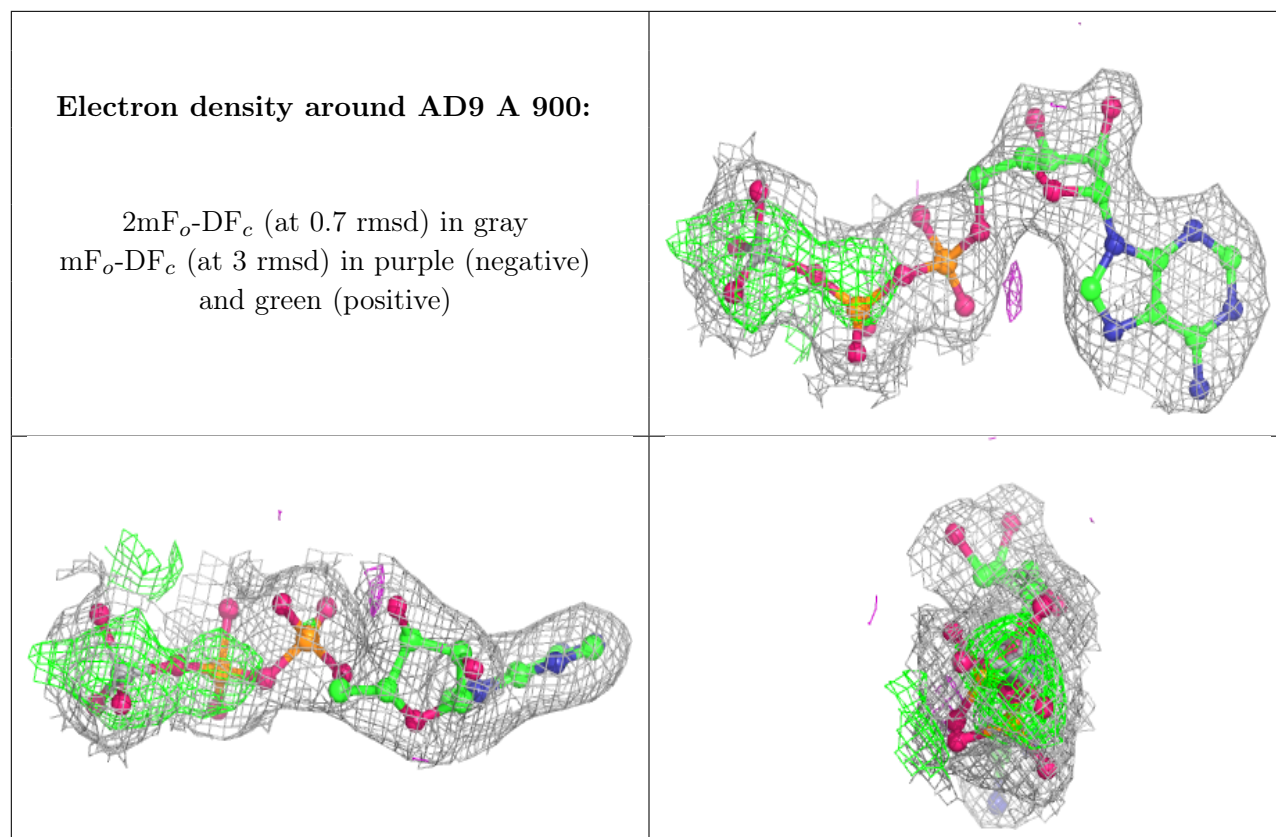 Electron density around AD9 A 900:
2mFₒ-DF𝒸 (at 0.7 rmsd) in gray
mFₒ-DF𝒸 (at 3 rmsd) in purple (negative)
and green (positive)